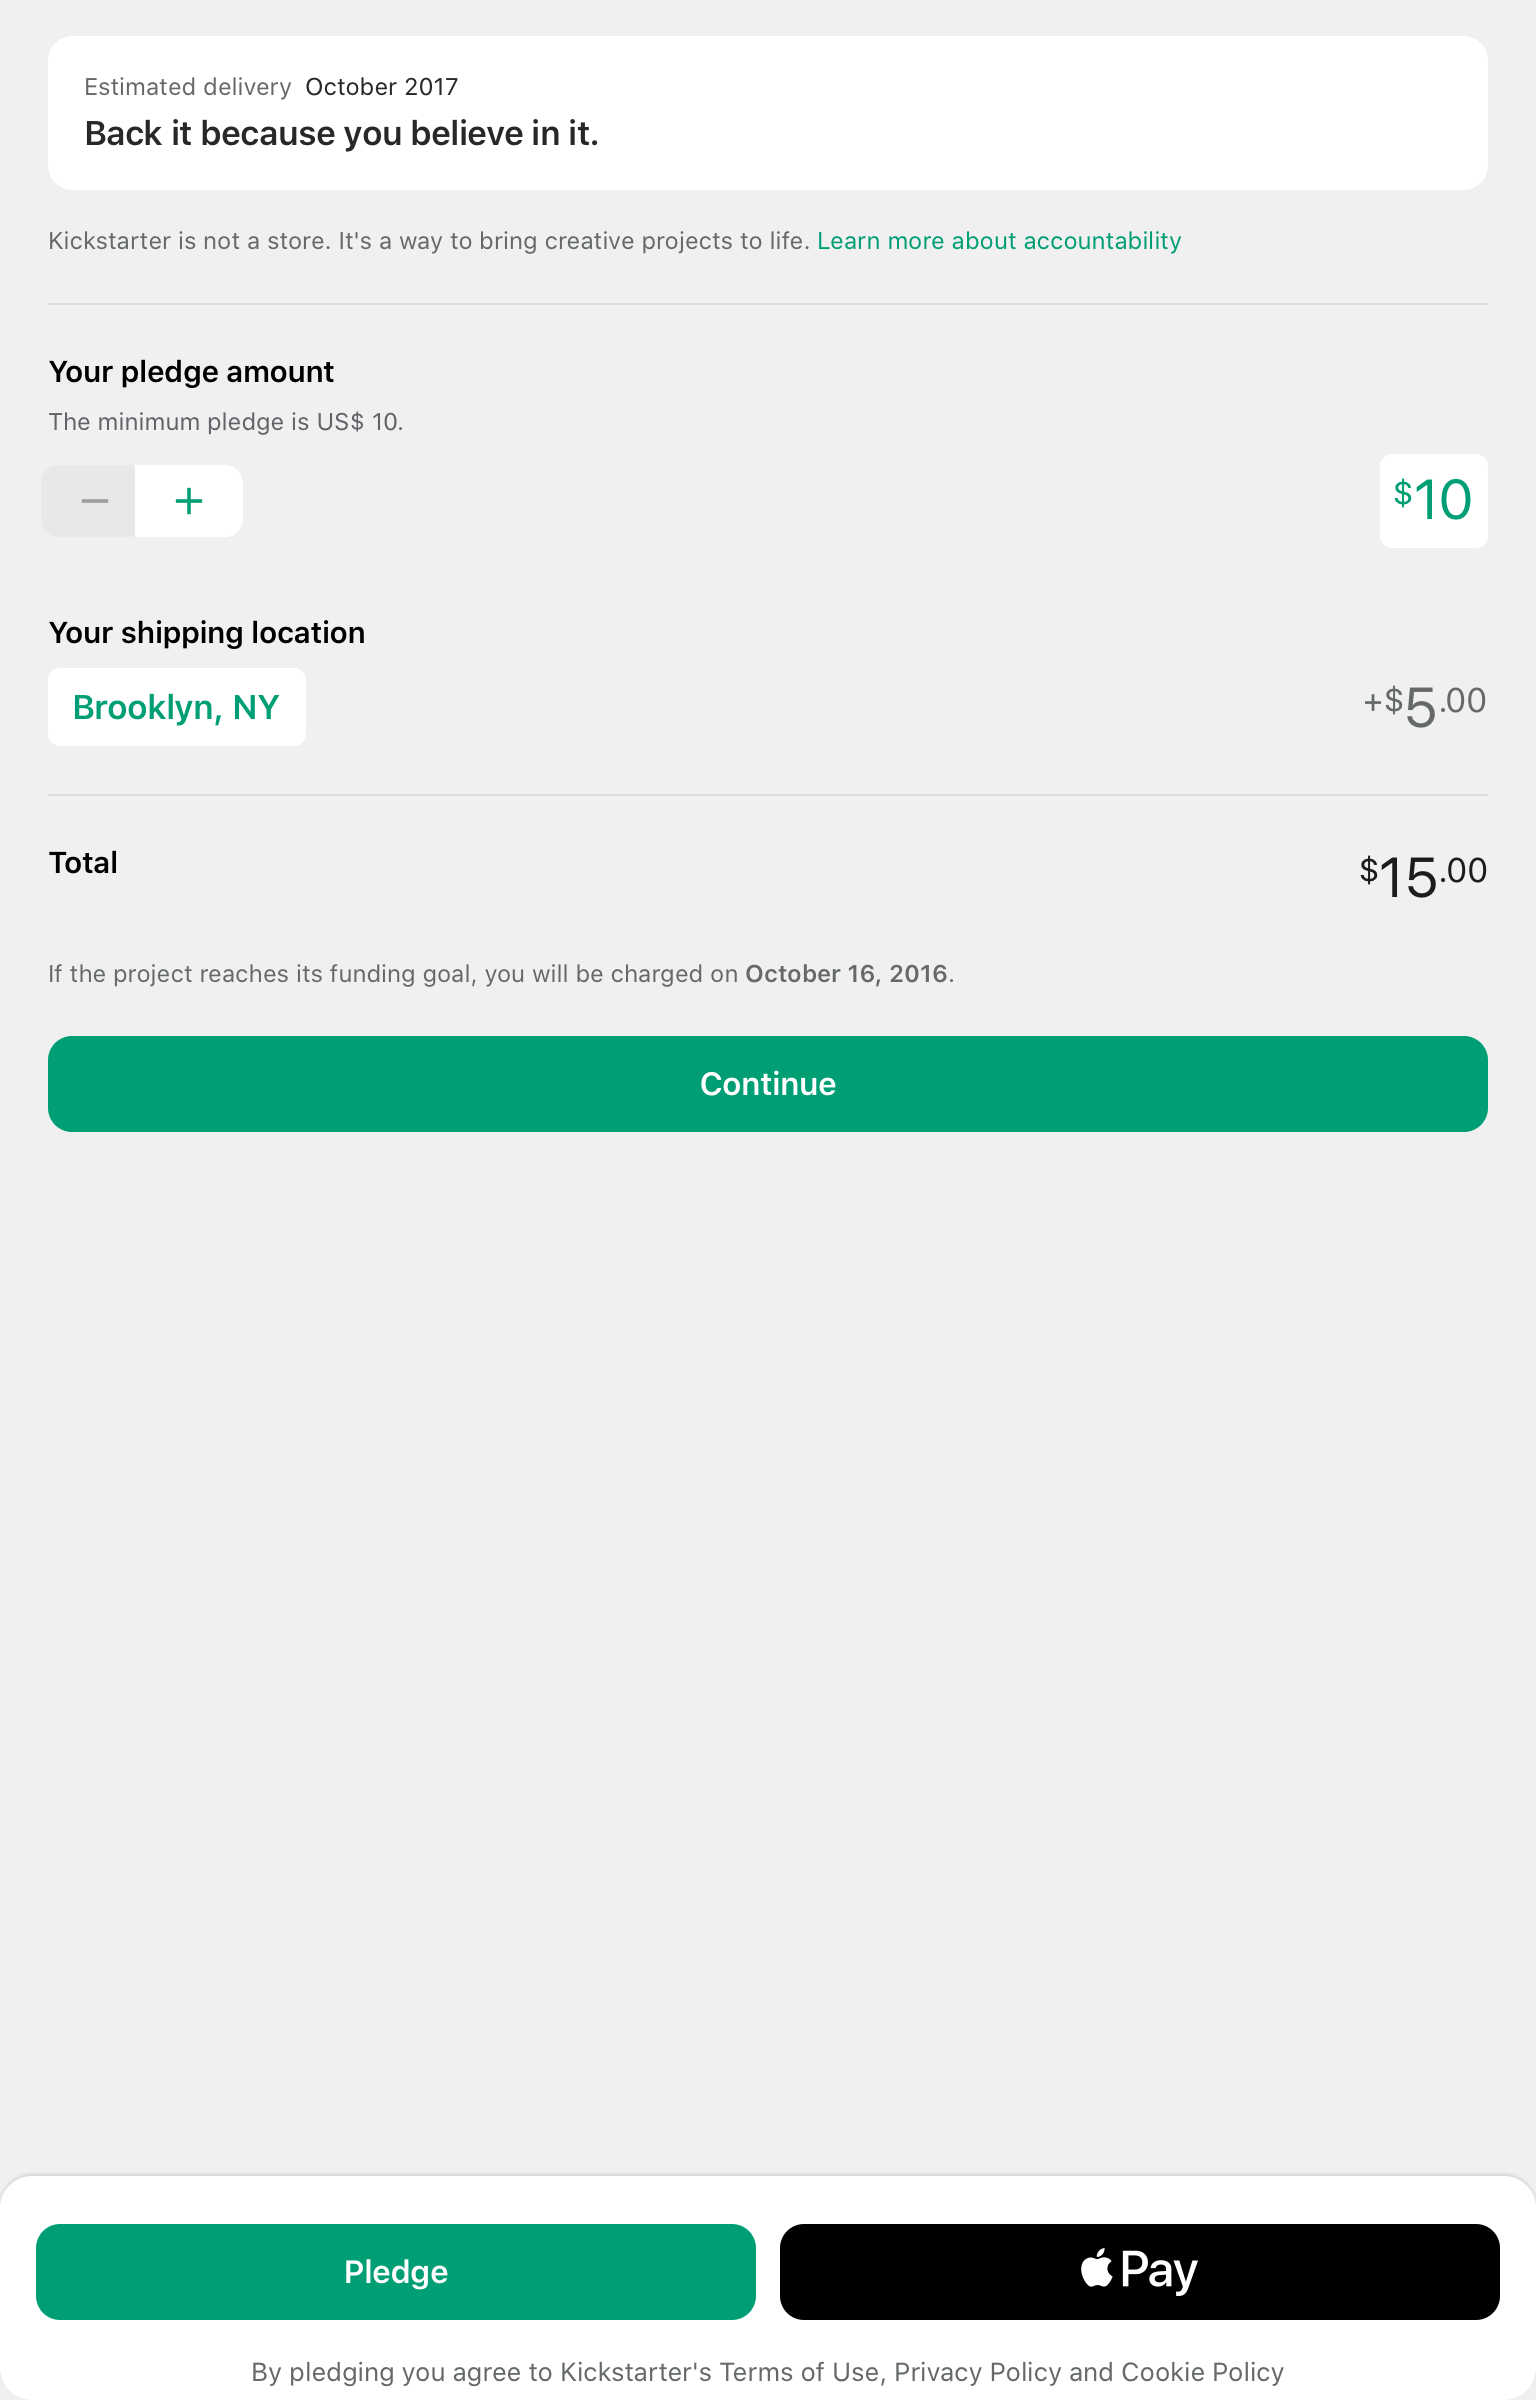 Estimated delivery October 2017
Back it because you believe in it.
Kickstarter is not a store. It's a way to bring creative projects to life. Learn more about accountability
Your pledge amount
The minimum pledge is US$ 10.
− +
$10
Your shipping location
Brooklyn, NY
+$5.00
Total
$15.00
If the project reaches its funding goal, you will be charged on October 16, 2016.
Continue
Pledge
Pay
By pledging you agree to Kickstarter's Terms of Use, Privacy Policy and Cookie Policy